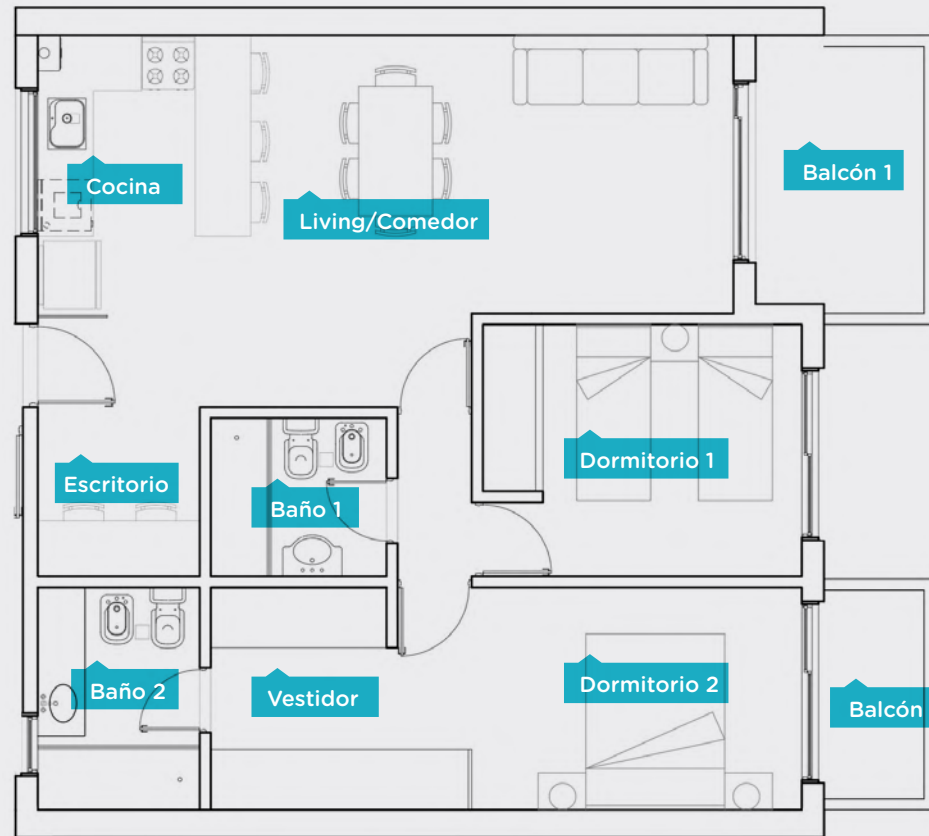 Cocina
Living/Comedor
Balcón 1
Escritorio
Baño 1
Dormitorio 1
Baño 2
Vestidor
Dormitorio 2
Balcón